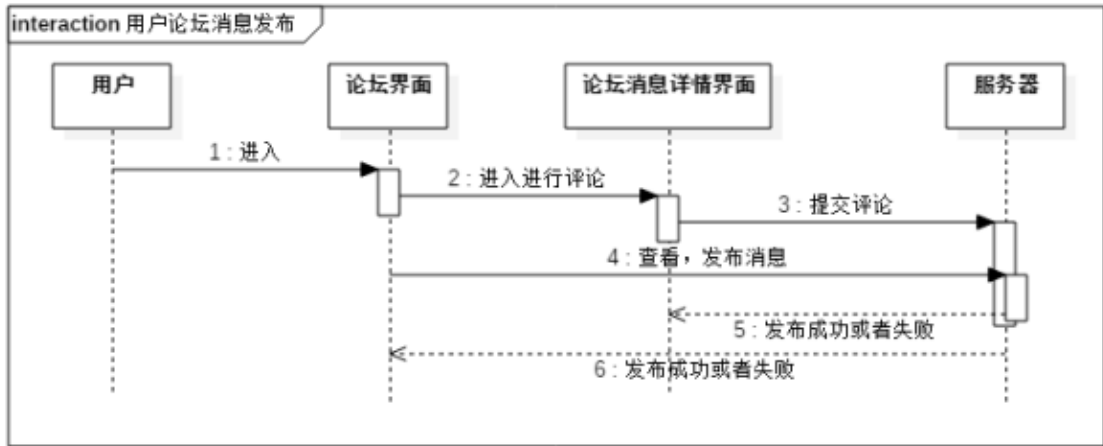 interaction 用户论坛消息发布
用户
论坛界面
论坛消息详情界面
服务器
1 : 进入
2 : 进入进行评论
3 : 提交评论
4 : 查看，发布消息
5 : 发布成功或者失败
6 : 发布成功或者失败